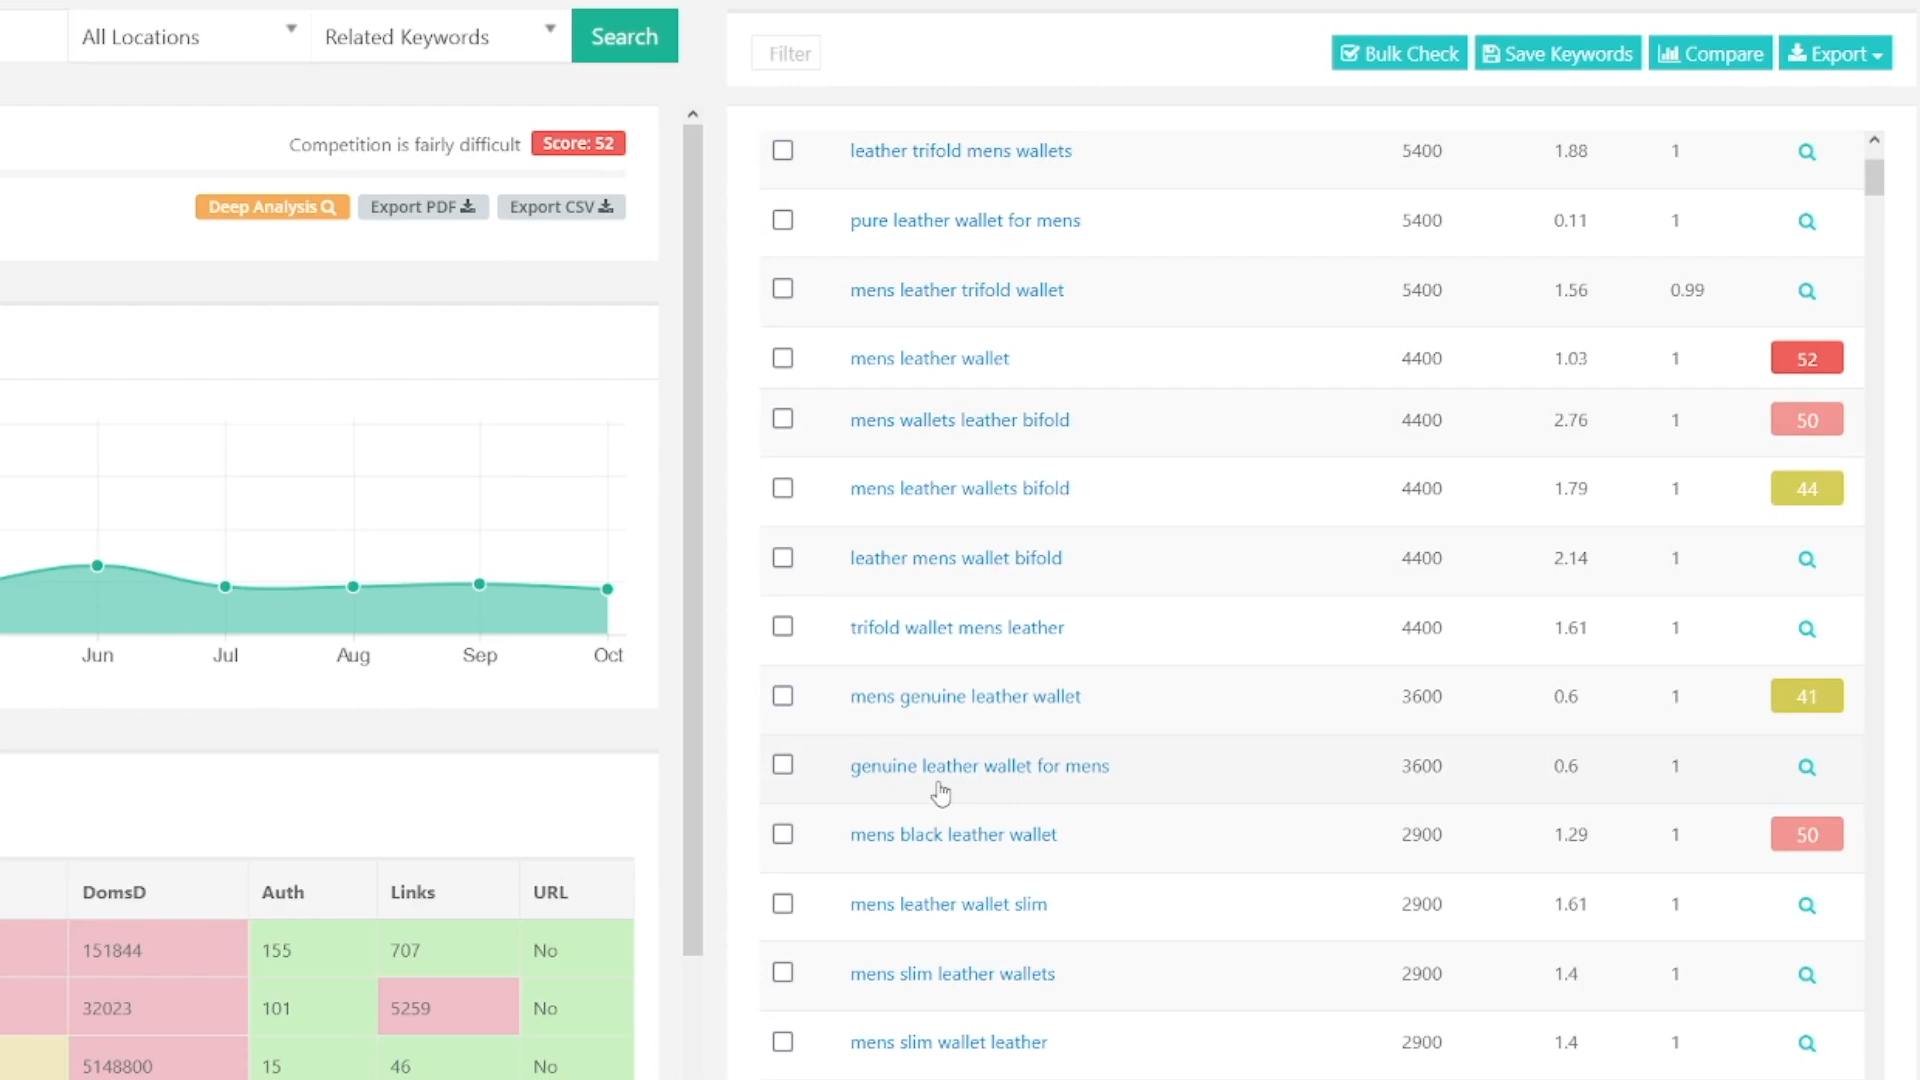 All Locations
Related Keywords
Search
Competition is fairly difficult Score: 52
Deep Analysis Export PDF Export CSV
Jun Jul Aug Sep Oct
DomsD Auth Links URL
151844 155 707 No
32023 101 5259 No
5148800 15 46 No
Filter
Bulk Check Save Keywords Compare Export
leather trifold mens wallets 5400 1.88 1
pure leather wallet for mens 5400 0.11 1
mens leather trifold wallet 5400 1.56 0.99
mens leather wallet 4400 1.03 1 52
mens wallets leather bifold 4400 2.76 1 50
mens leather wallets bifold 4400 1.79 1 44
leather mens wallet bifold 4400 2.14 1
trifold wallet mens leather 4400 1.61 1
mens genuine leather wallet 3600 0.6 1 41
genuine leather wallet for mens 3600 0.6 1
mens black leather wallet 2900 1.29 1 50
mens leather wallet slim 2900 1.61 1
mens slim leather wallets 2900 1.4 1
mens slim wallet leather 2900 1.4 1